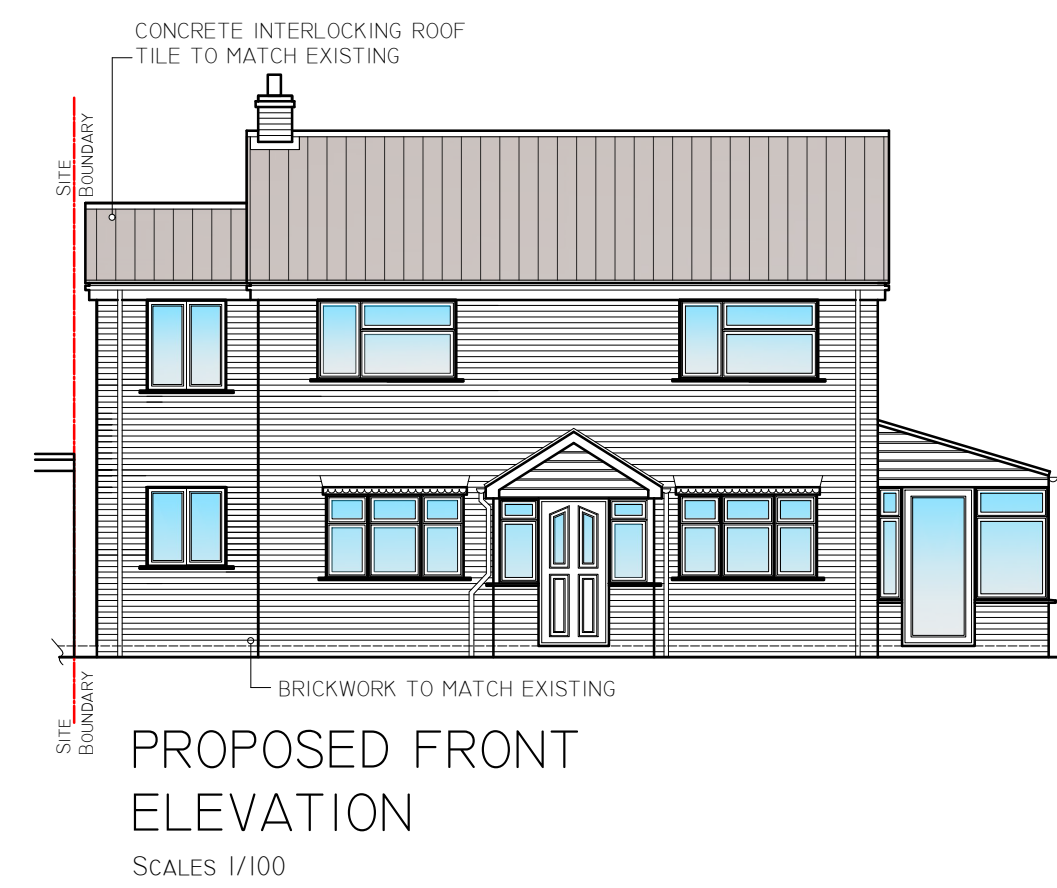 CONCRETE INTERLOCKING ROOF
TILE TO MATCH EXISTING
SITE
BOUNDARY
BRICKWORK TO MATCH EXISTING
SITE
BOUNDARY
PROPOSED FRONT
ELEVATION
SCALES 1/100